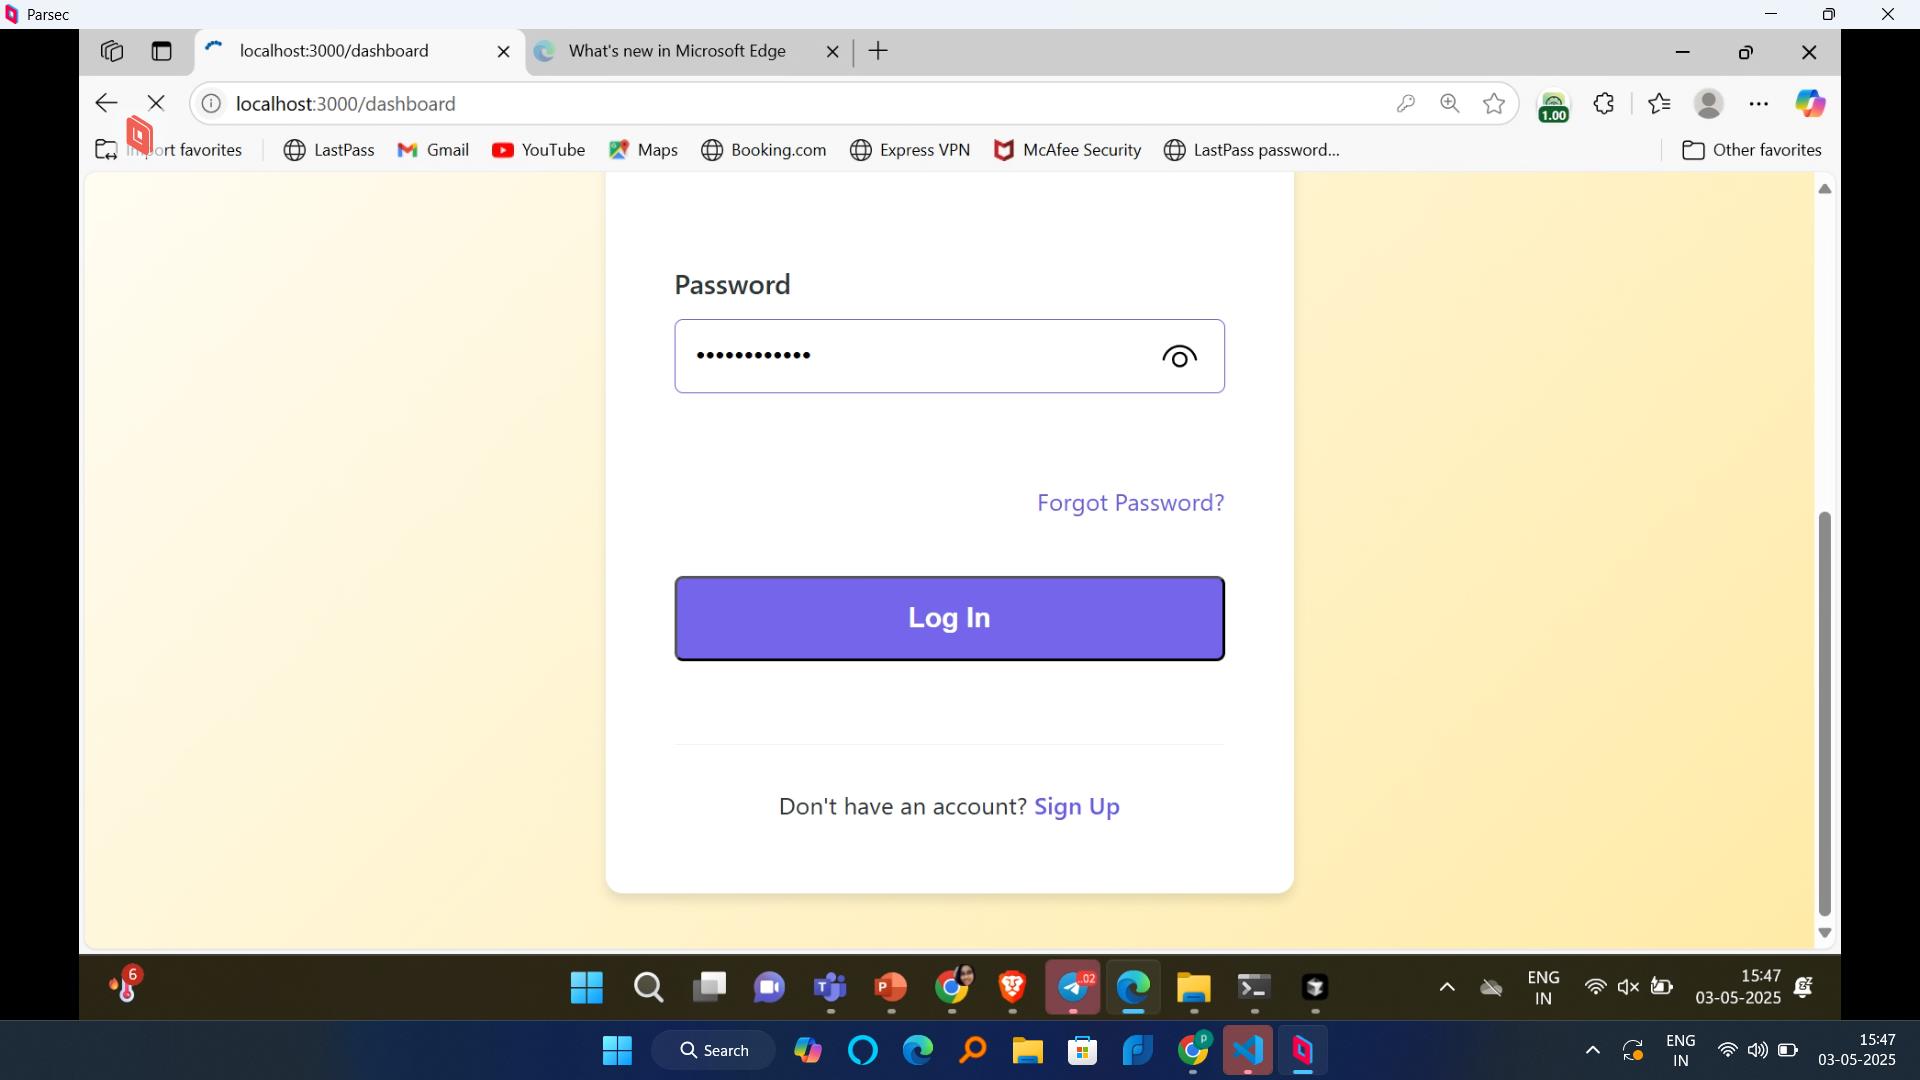 Parsec
localhost:3000/dashboard
What's new in Microsoft Edge
localhost:3000/dashboard
1.00
Import favorites
LastPass
Gmail
YouTube
Maps
Booking.com
Express VPN
McAfee Security
LastPass password...
Other favorites
Password
Forgot Password?
Log In
Don't have an account? Sign Up
6
.02
ENG
IN
15:47
03-05-2025
Search
P
ENG
IN
15:47
03-05-2025